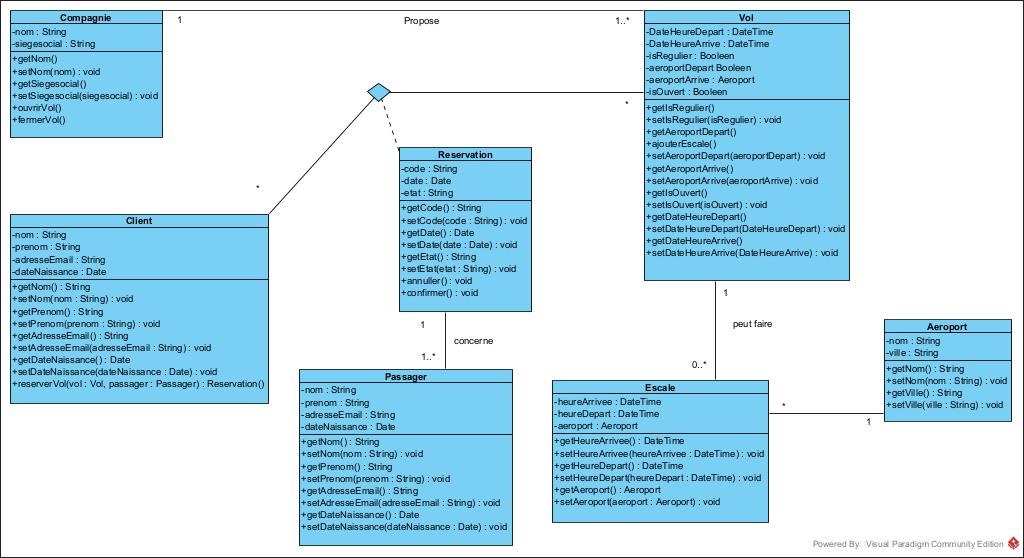 Compagnie
-nom : String
-siegesocial : String
+getNom()
+setNom(nom) : void
+getSiegesocial()
+setSiegesocial(siegesocial) : void
+ouvrirVol()
+fermerVol()
1
Propose
1..*
Vol
-DateHeureDepart : DateTime
-DateHeureArrive : DateTime
-isRegulier : Booleen
-aeroportDepart Booleen
-aeroportArrive : Aeroport
-isOuvert : Booleen
+getIsRegulier()
+setIsRegulier(isRegulier) : void
+getAeroportDepart()
+ajouterEscale()
+setAeroportDepart(aeroportDepart) : void
+getAeroportArrive()
+setAeroportArrive(aeroportArrive) : void
+getIsOuvert()
+setIsOuvert(isOuvert) : void
+getDateHeureDepart()
+setDateHeureDepart(DateHeureDepart) : void
+getDateHeureArrive()
+setDateHeureArrive(DateHeureArrive) : void
*
*
Reservation
-code : String
-date : Date
-etat : String
+getCode() : String
+setCode(code : String) : void
+getDate() : Date
+setDate(date : Date) : void
+getEtat() : String
+setEtat(etat : String) : void
+annuller() : void
+confirmer() : void
Client
-nom : String
-prenom : String
-adresseEmail : String
-dateNaissance : Date
+getNom() : String
+setNom(nom : String) : void
+getPrenom() : String
+setPrenom(prenom : String) : void
+getAdresseEmail() : String
+setAdresseEmail(adresseEmail : String) : void
+getDateNaissance() : Date
+setDateNaissance(dateNaissance : Date) : void
+reserverVol(vol : Vol, passager : Passager) : Reservation()
1
concerne
1..*
Passager
-nom : String
-prenom : String
-adresseEmail : String
-dateNaissance : Date
+getNom() : String
+setNom(nom : String) : void
+getPrenom() : String
+setPrenom(prenom : String) : void
+getAdresseEmail() : String
+setAdresseEmail(adresseEmail : String) : void
+getDateNaissance() : Date
+setDateNaissance(dateNaissance : Date) : void
1
peut faire
0..*
Escale
-heureArrivee : DateTime
-heureDepart : DateTime
-aeroport : Aeroport
+getHeureArrivee() : DateTime
+setHeureArrivee(heureArrivee : DateTime) : void
+getHeureDepart() : DateTime
+setHeureDepart(heureDepart : DateTime) : void
+getAeroport() : Aeroport
+setAeroport(aeroport : Aeroport) : void
*
1
Aeroport
-nom : String
-ville : String
+getNom() : String
+setNom(nom : String) : void
+getVille() : String
+setVille(ville : String) : void
Powered By Visual Paradigm Community Edition